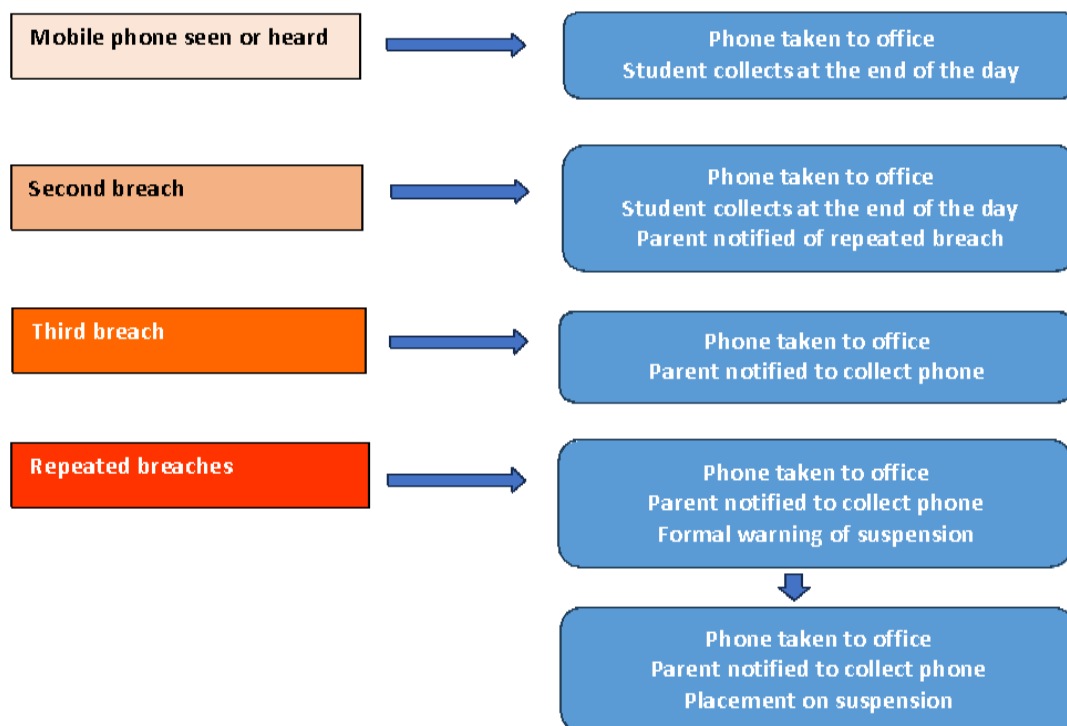 Mobile phone seen or heard
Phone taken to office
Student collects at the end of the day
Second breach
Phone taken to office
Student collects at the end of the day
Parent notified of repeated breach
Third breach
Phone taken to office
Parent notified to collect phone
Repeated breaches
Phone taken to office
Parent notified to collect phone
Formal warning of suspension
Phone taken to office
Parent notified to collect phone
Placement on suspension